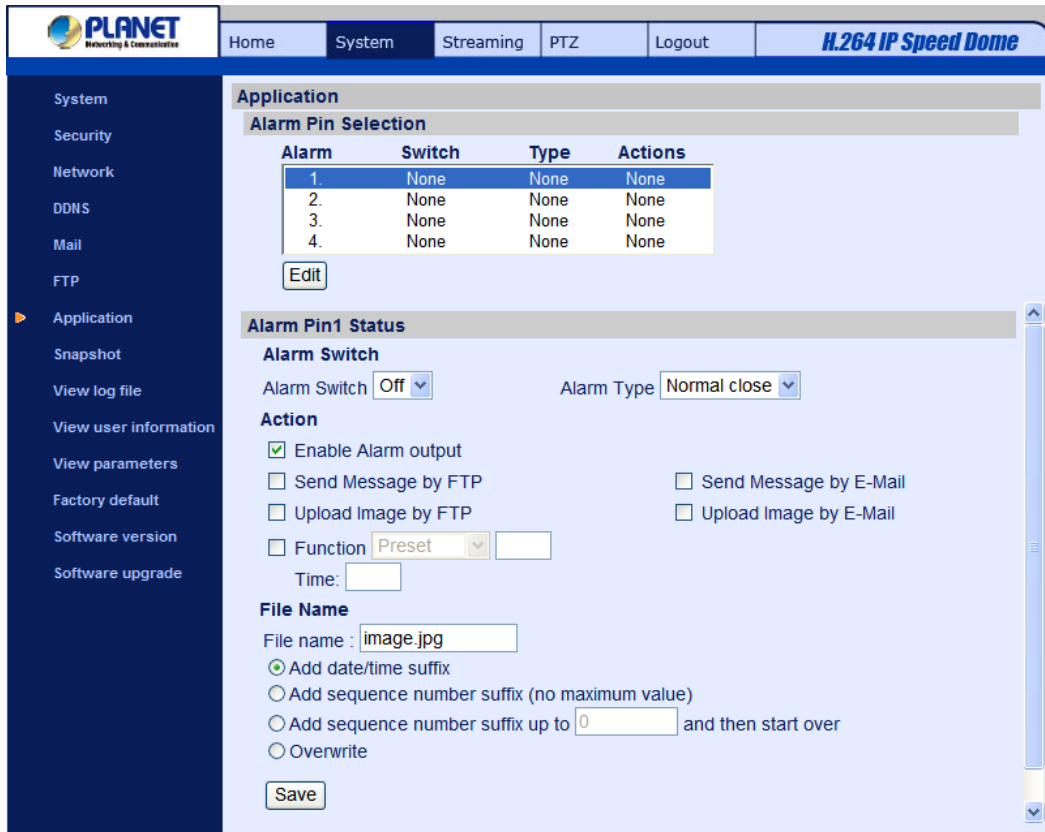 PLANET
Networking & Communication
Home System Streaming PTZ Logout H.264 IP Speed Dome
System
Security
Network
DDNS
Mail
FTP
Application
Snapshot
View log file
View user information
View parameters
Factory default
Software version
Software upgrade
Application
Alarm Pin Selection
Alarm Switch Type Actions
1. None None None
2. None None None
3. None None None
4. None None None
Edit
Alarm Pin1 Status
Alarm Switch
Alarm Switch Off Alarm Type Normal close
Action
Enable Alarm output
Send Message by FTP Send Message by E-Mail
Upload Image by FTP Upload Image by E-Mail
Function Preset
Time:
File Name
File name : image.jpg
Add date/time suffix
Add sequence number suffix (no maximum value)
Add sequence number suffix up to 0 and then start over
Overwrite
Save